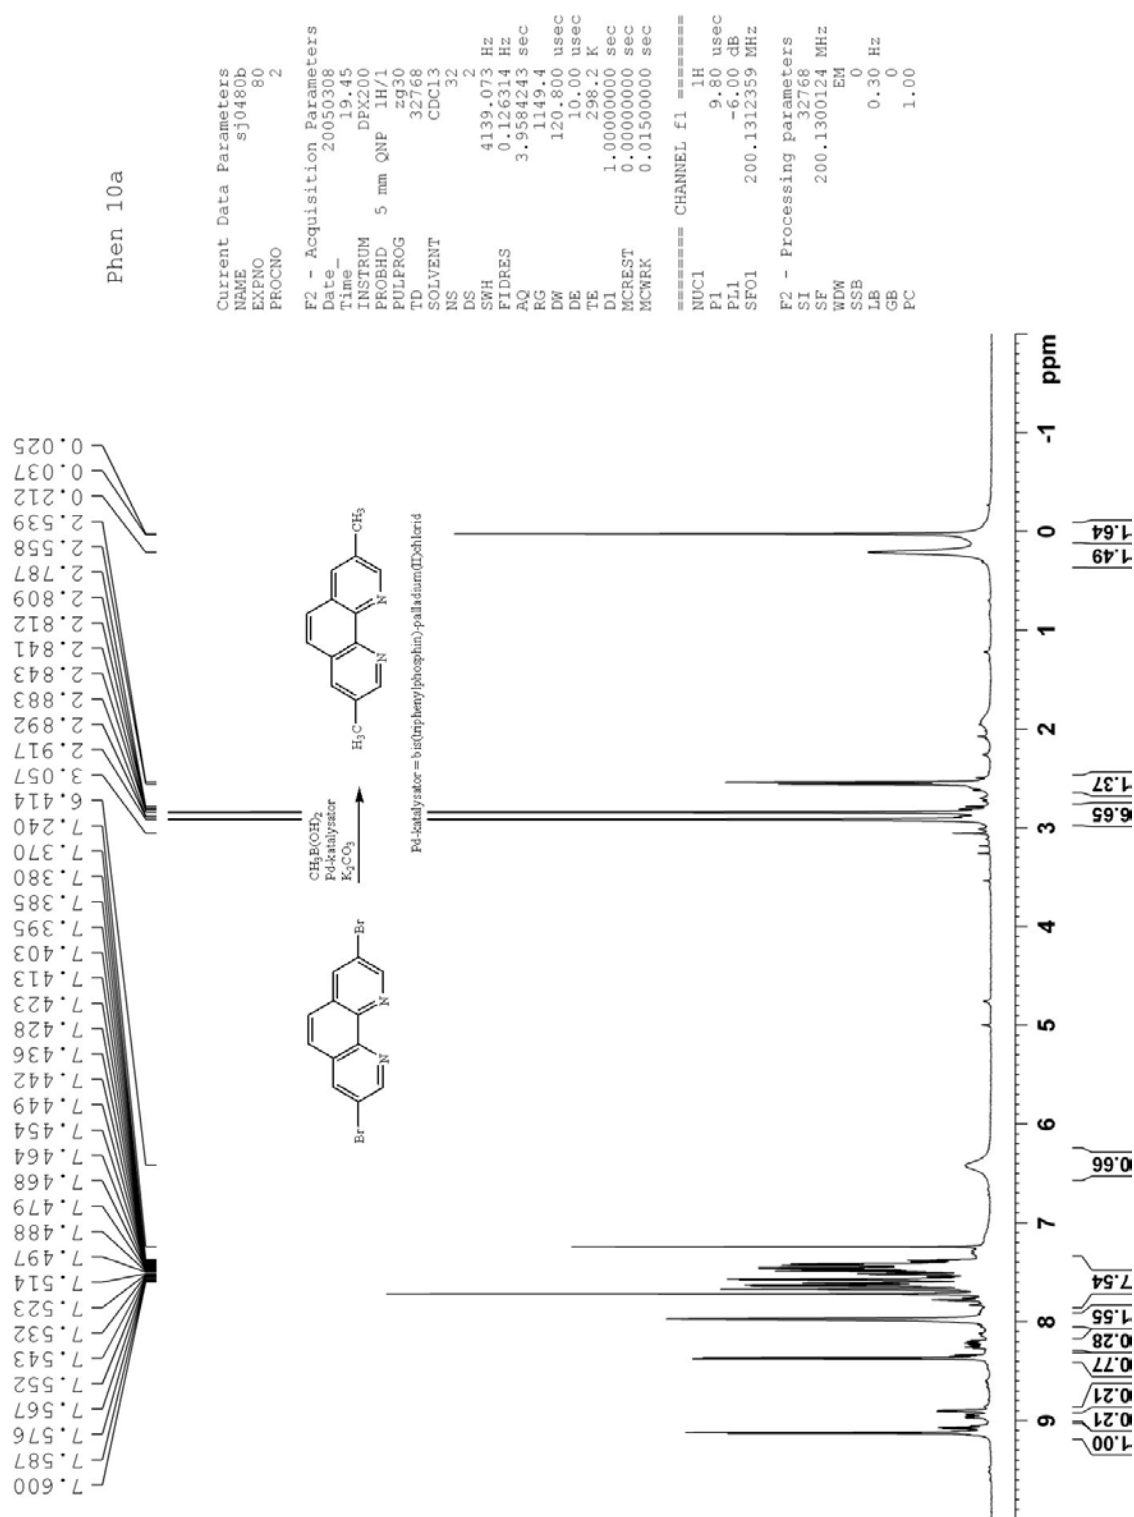 Phen 10a
7.600
7.587
7.576
7.567
7.552
7.543
7.532
7.523
7.514
7.497
7.488
7.479
7.468
7.464
7.454
7.449
7.442
7.436
7.428
7.423
7.413
7.403
7.395
7.385
7.380
7.370
7.240
6.414
3.057
2.917
2.892
2.883
2.843
2.841
2.812
2.809
2.787
2.558
2.539
0.212
0.037
0.025
Current Data Parameters
NAME sj0480b
EXPNO 80
PROCNO 2
F2 - Acquisition Parameters
Date_ 20050308
Time 19.45
INSTRUM DPX200
PROBHD 5 mm QNP 1H/1
PULPROG zg30
TD 32768
SOLVENT CDCl3
NS 32
DS 2
SWH 4139.073 Hz
FIDRES 0.126314 Hz
AQ 3.9584243 sec
RG 1149.4
DW 120.800 usec
DE 10.00 usec
TE 298.2 K
D1 1.00000000 sec
MCREST 0.00000000 sec
MCWRK 0.01500000 sec
======== CHANNEL f1 ========
NUC1 1H
P1 9.80 usec
PL1 -6.00 dB
SFO1 200.1312359 MHz
F2 - Processing parameters
SI 32768
SF 200.1300124 MHz
WDW EM
SSB 0
LB 0.30 Hz
GB 0
PC 1.00
Br
N
N
Br
CH3B(OH)2
Pd-katalysator
K2CO3
H3C
N
N
CH3
Pd-katalysator = bis(triphenylphosphin)-palladium(II)chlorid
9 8 7 6 5 4 3 2 1 0 -1 ppm
1.00
0.21
0.21
0.77
0.28
1.55
7.54
0.66
6.65
1.37
1.49
1.64